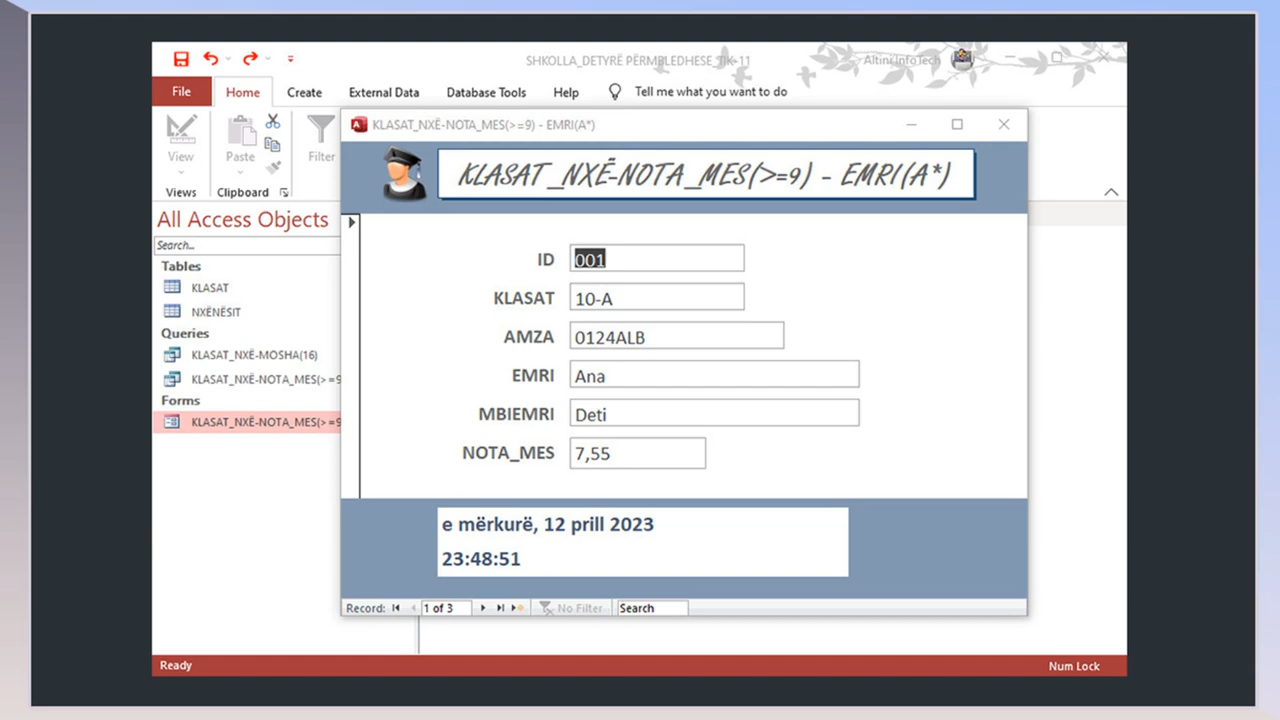 SHKOLLA_DETYRË PËRMBLEDHESE_TIK-11
Altini InfoTech
File Home Create External Data Database Tools Help Tell me what you want to do
View Paste Filter
Views Clipboard
All Access Objects
Search...
Tables
KLASAT
NXËNËSIT
Queries
KLASAT_NXË-MOSHA(16)
KLASAT_NXË-NOTA_MES(>=9
Forms
KLASAT_NXË-NOTA_MES(>=9
KLASAT_NXË-NOTA_MES(>=9) - EMRI(A*)
KLASAT_NXË-NOTA_MES(>=9) - EMRI(A*)
ID 001
KLASAT 10-A
AMZA 0124ALB
EMRI Ana
MBIEMRI Deti
NOTA_MES 7,55
e mërkurë, 12 prill 2023
23:48:51
Record: 1 of 3 No Filter Search
Ready Num Lock